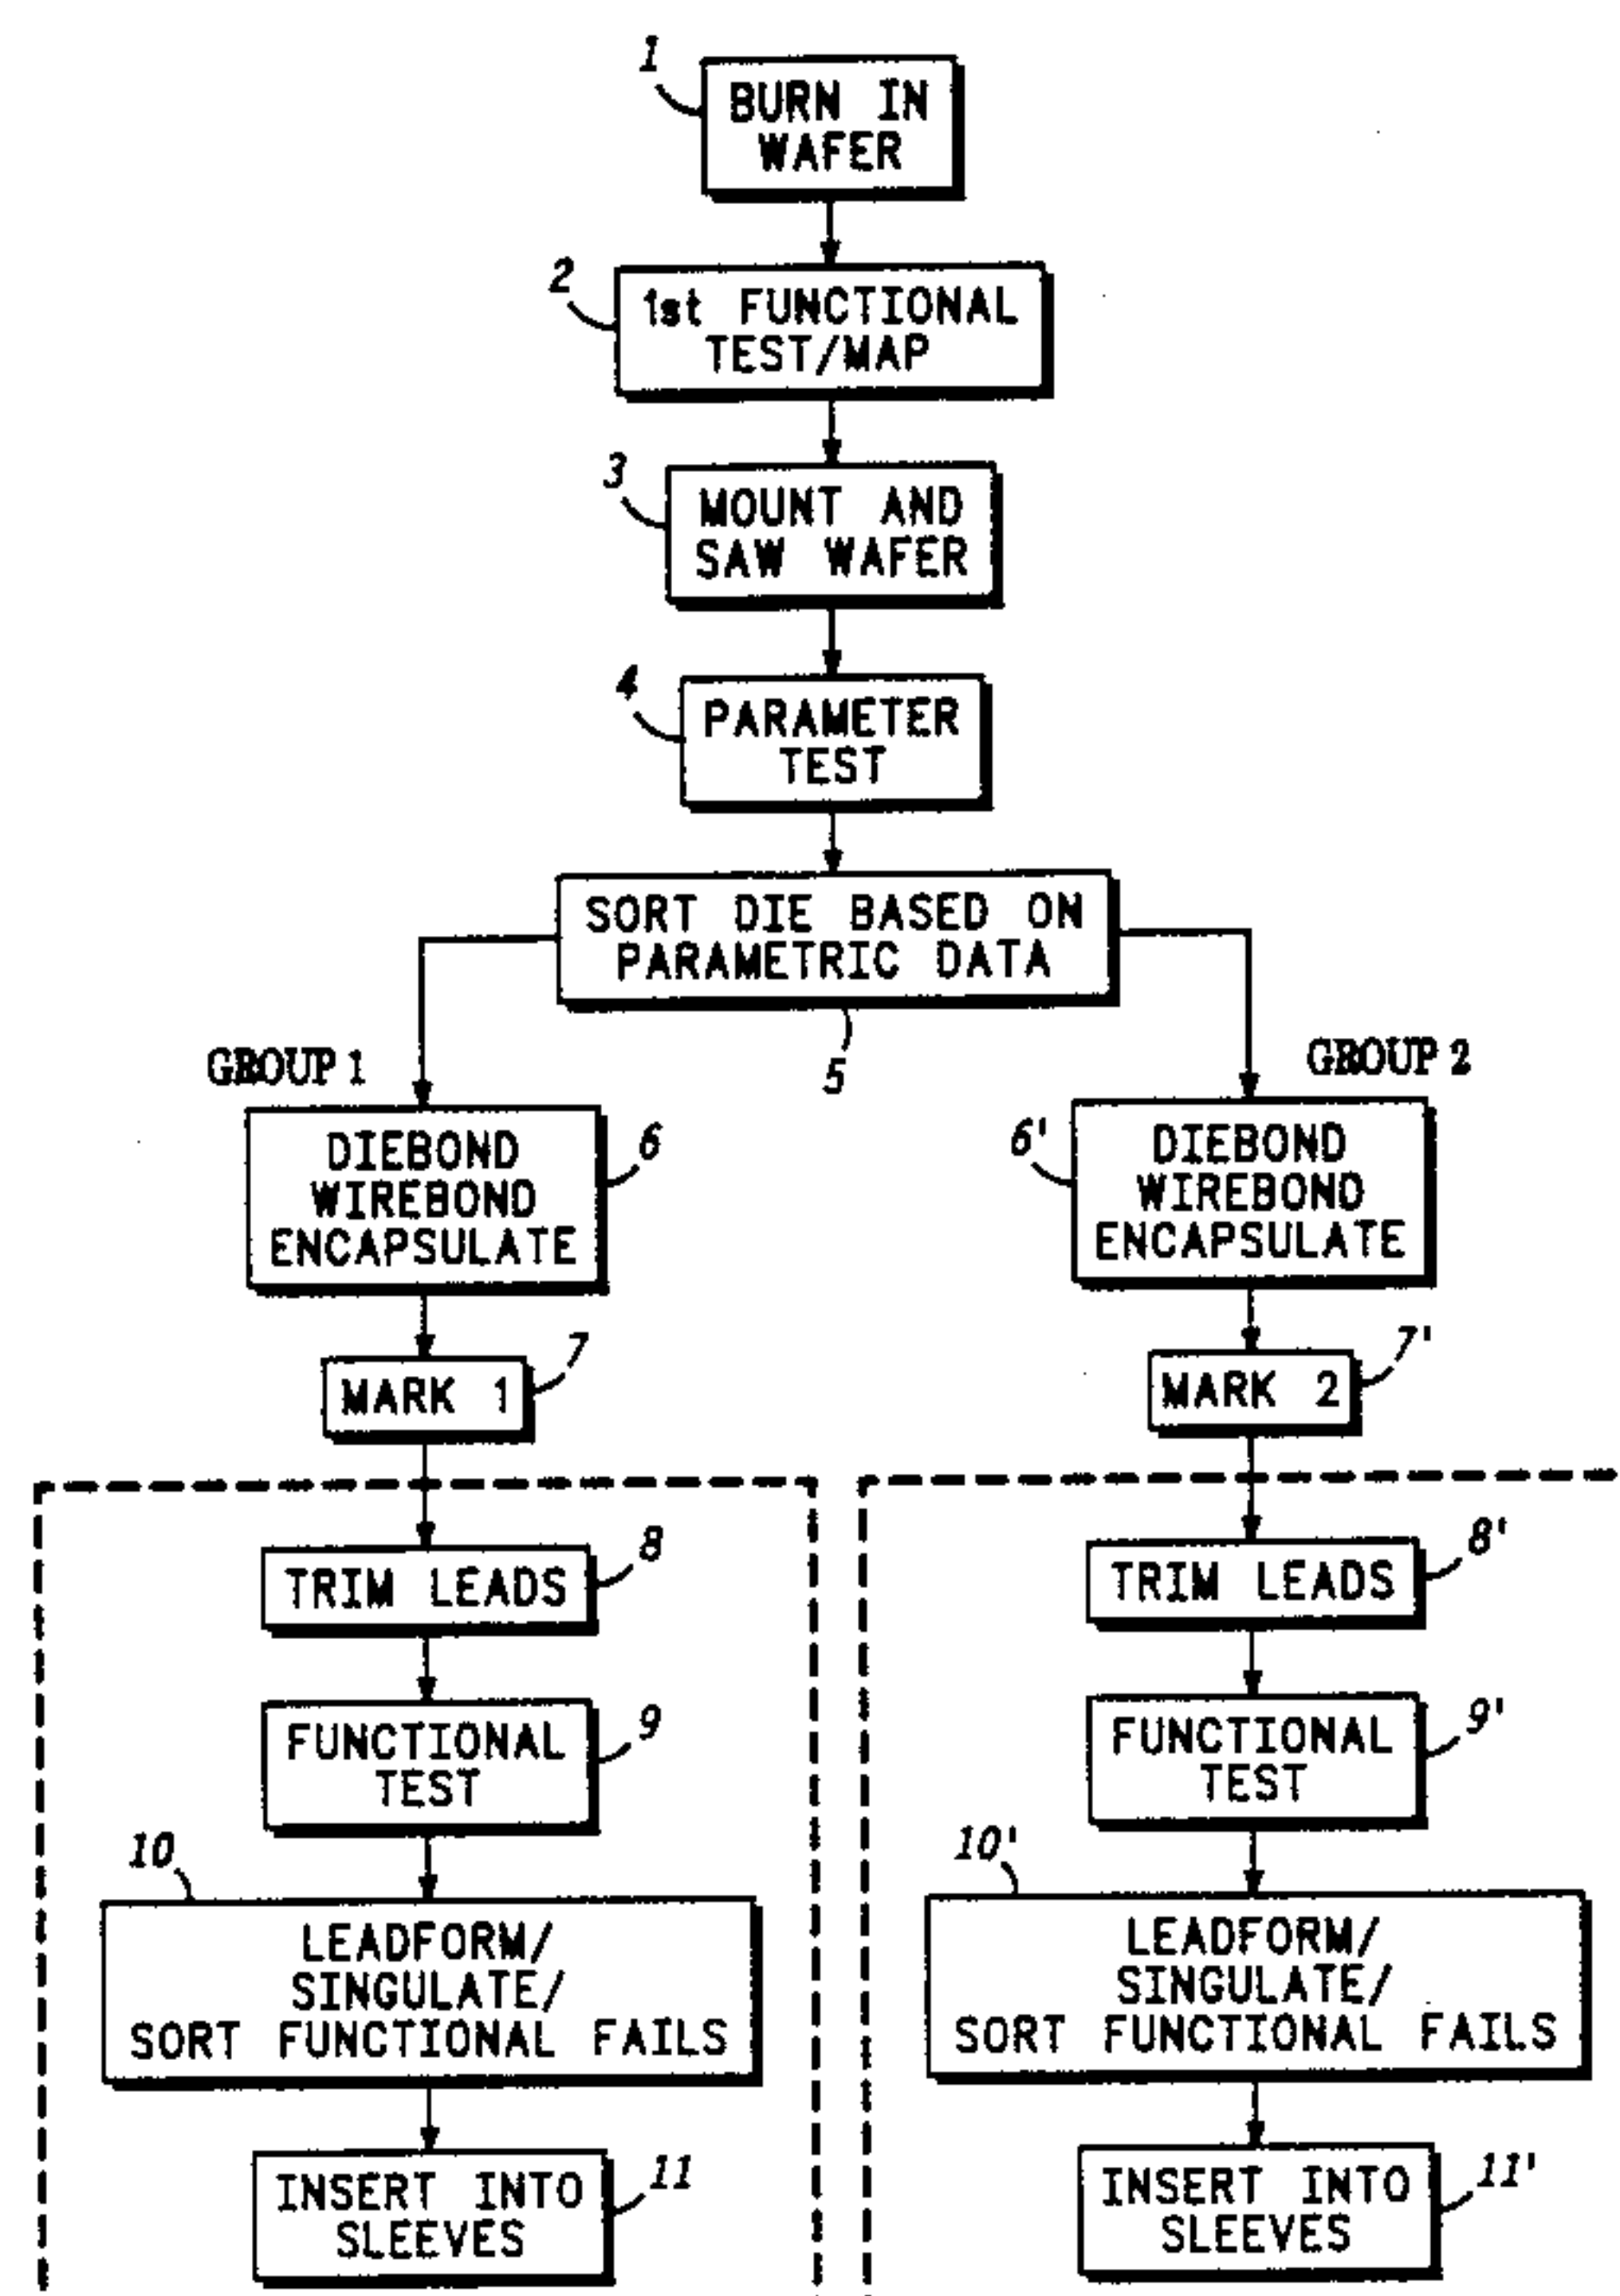 1
BURN IN
WAFER
2
1st FUNCTIONAL
TEST/MAP
3
MOUNT AND
SAW WAFER
4
PARAMETER
TEST
SORT DIE BASED ON
PARAMETRIC DATA
5
GROUP 1
DIEBOND
WIREBOND
ENCAPSULATE
6
MARK 1
7
TRIM LEADS
8
FUNCTIONAL
TEST
9
10
LEADFORM/
SINGULATE/
SORT FUNCTIONAL FAILS
INSERT INTO
SLEEVES
11
GROUP 2
6'
DIEBOND
WIREBOND
ENCAPSULATE
MARK 2
7'
TRIM LEADS
8'
FUNCTIONAL
TEST
9'
10'
LEADFORM/
SINGULATE/
SORT FUNCTIONAL FAILS
INSERT INTO
SLEEVES
11'